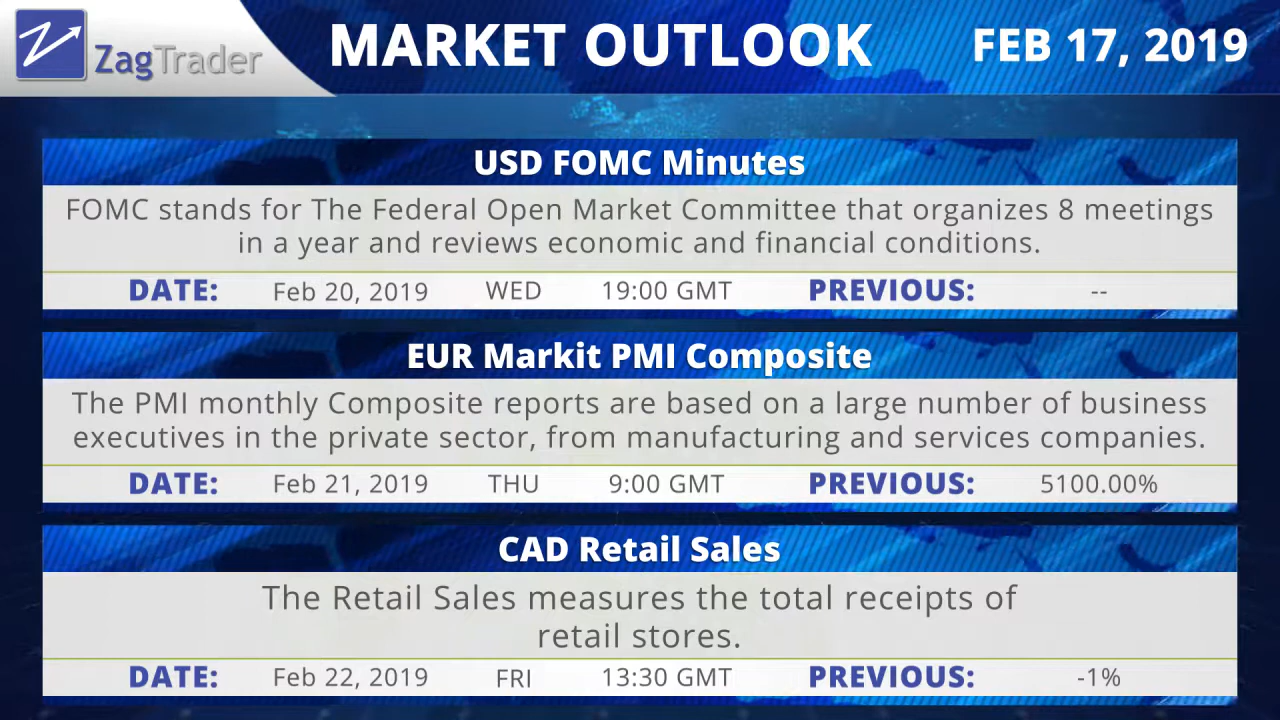 ZagTrader
MARKET OUTLOOK
FEB 17, 2019
USD FOMC Minutes
FOMC stands for The Federal Open Market Committee that organizes 8 meetings
in a year and reviews economic and financial conditions.
DATE: Feb 20, 2019 WED 19:00 GMT PREVIOUS: --
EUR Markit PMI Composite
The PMI monthly Composite reports are based on a large number of business
executives in the private sector, from manufacturing and services companies.
DATE: Feb 21, 2019 THU 9:00 GMT PREVIOUS: 5100.00%
CAD Retail Sales
The Retail Sales measures the total receipts of
retail stores.
DATE: Feb 22, 2019 FRI 13:30 GMT PREVIOUS: -1%